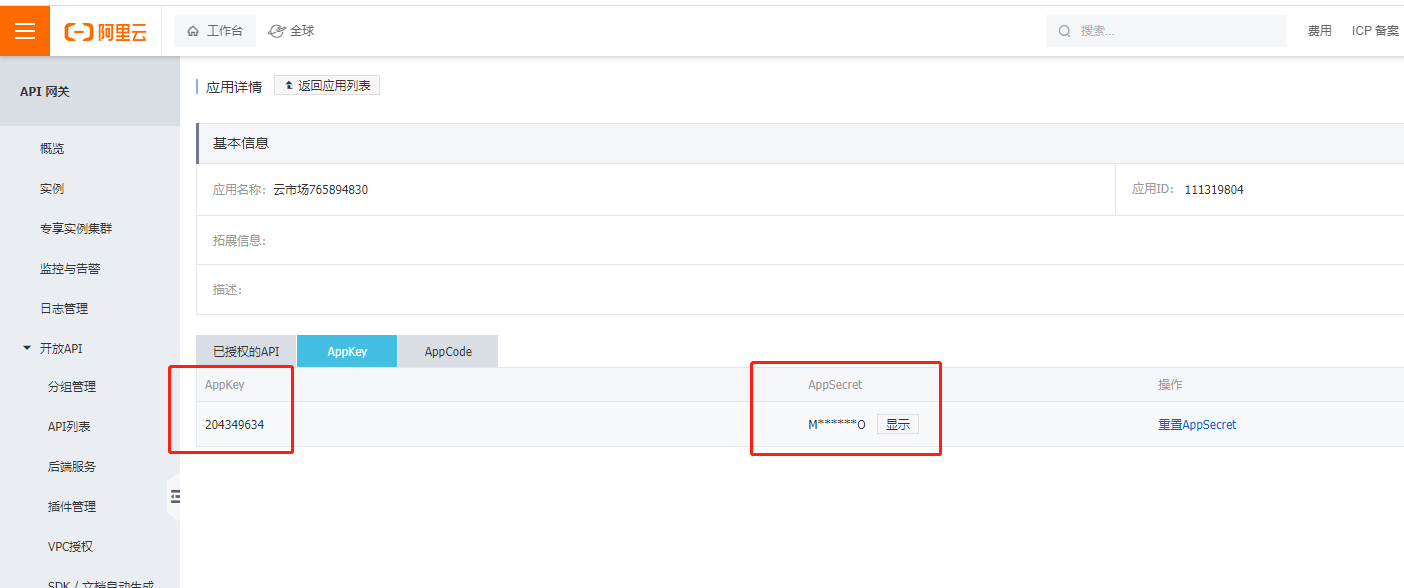 阿里云 工作台 全球 搜索... 费用 ICP 备案
API 网关
概览
实例
专享实例集群
监控与告警
日志管理
开放API
分组管理
API列表
后端服务
插件管理
VPC授权
SDK / 文档自动生成
应用详情 返回应用列表
基本信息
应用名称: 云市场765894830 应用ID: 111319804
拓展信息:
描述:
已授权的API AppKey AppCode
AppKey AppSecret 操作
204349634 M******O 显示 重置AppSecret